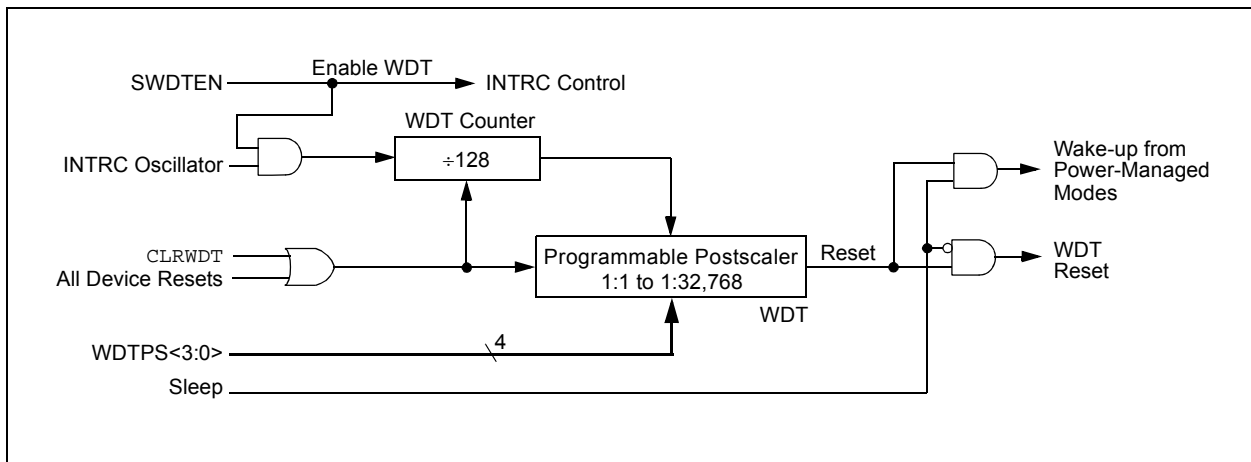 Enable WDT
SWDTEN
INTRC Control
WDT Counter
INTRC Oscillator
÷128
Wake-up from
Power-Managed
Modes
CLRWDT
All Device Resets
Programmable Postscaler
1:1 to 1:32,768
Reset
WDT
Reset
WDT
4
WDTPS<3:0>
Sleep